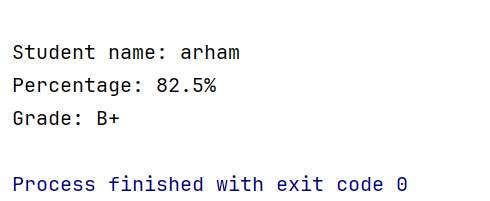 Student name: arham
Percentage: 82.5%
Grade: B+
Process finished with exit code 0